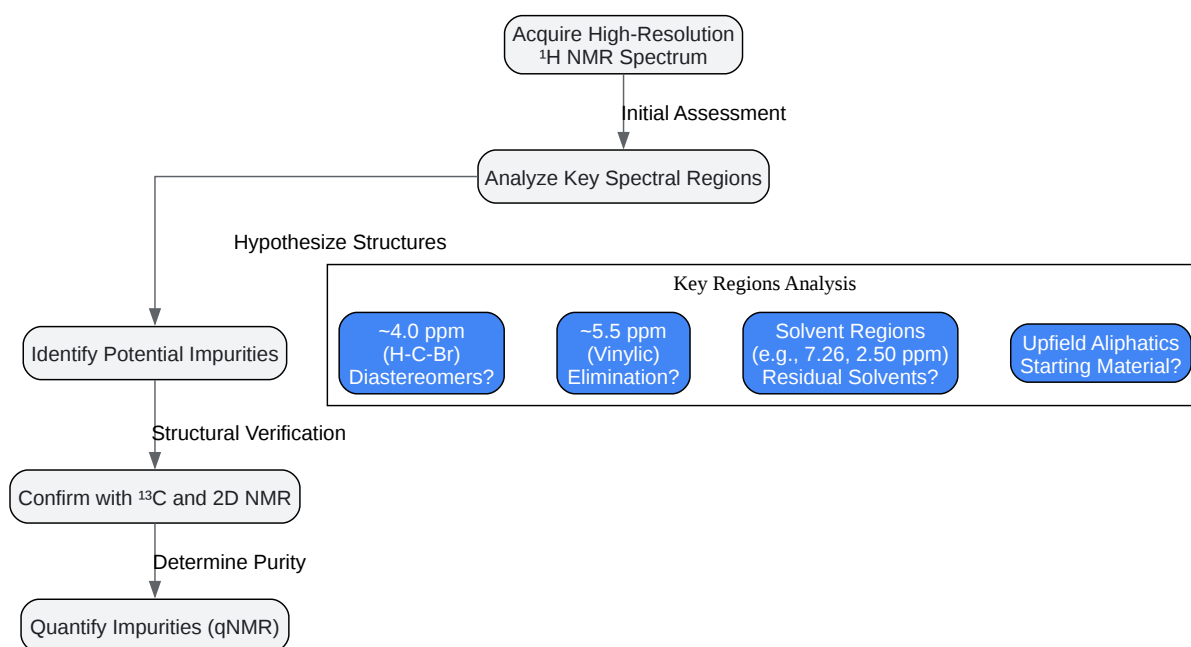 Acquire High-Resolution
¹H NMR Spectrum
Initial Assessment
Analyze Key Spectral Regions
Hypothesize Structures
Key Regions Analysis
~4.0 ppm
(H-C-Br)
Diastereomers?
~5.5 ppm
(Vinylic)
Elimination?
Solvent Regions
(e.g., 7.26, 2.50 ppm)
Residual Solvents?
Upfield Aliphatics
Starting Material?
Identify Potential Impurities
Structural Verification
Confirm with ¹³C and 2D NMR
Determine Purity
Quantify Impurities (qNMR)